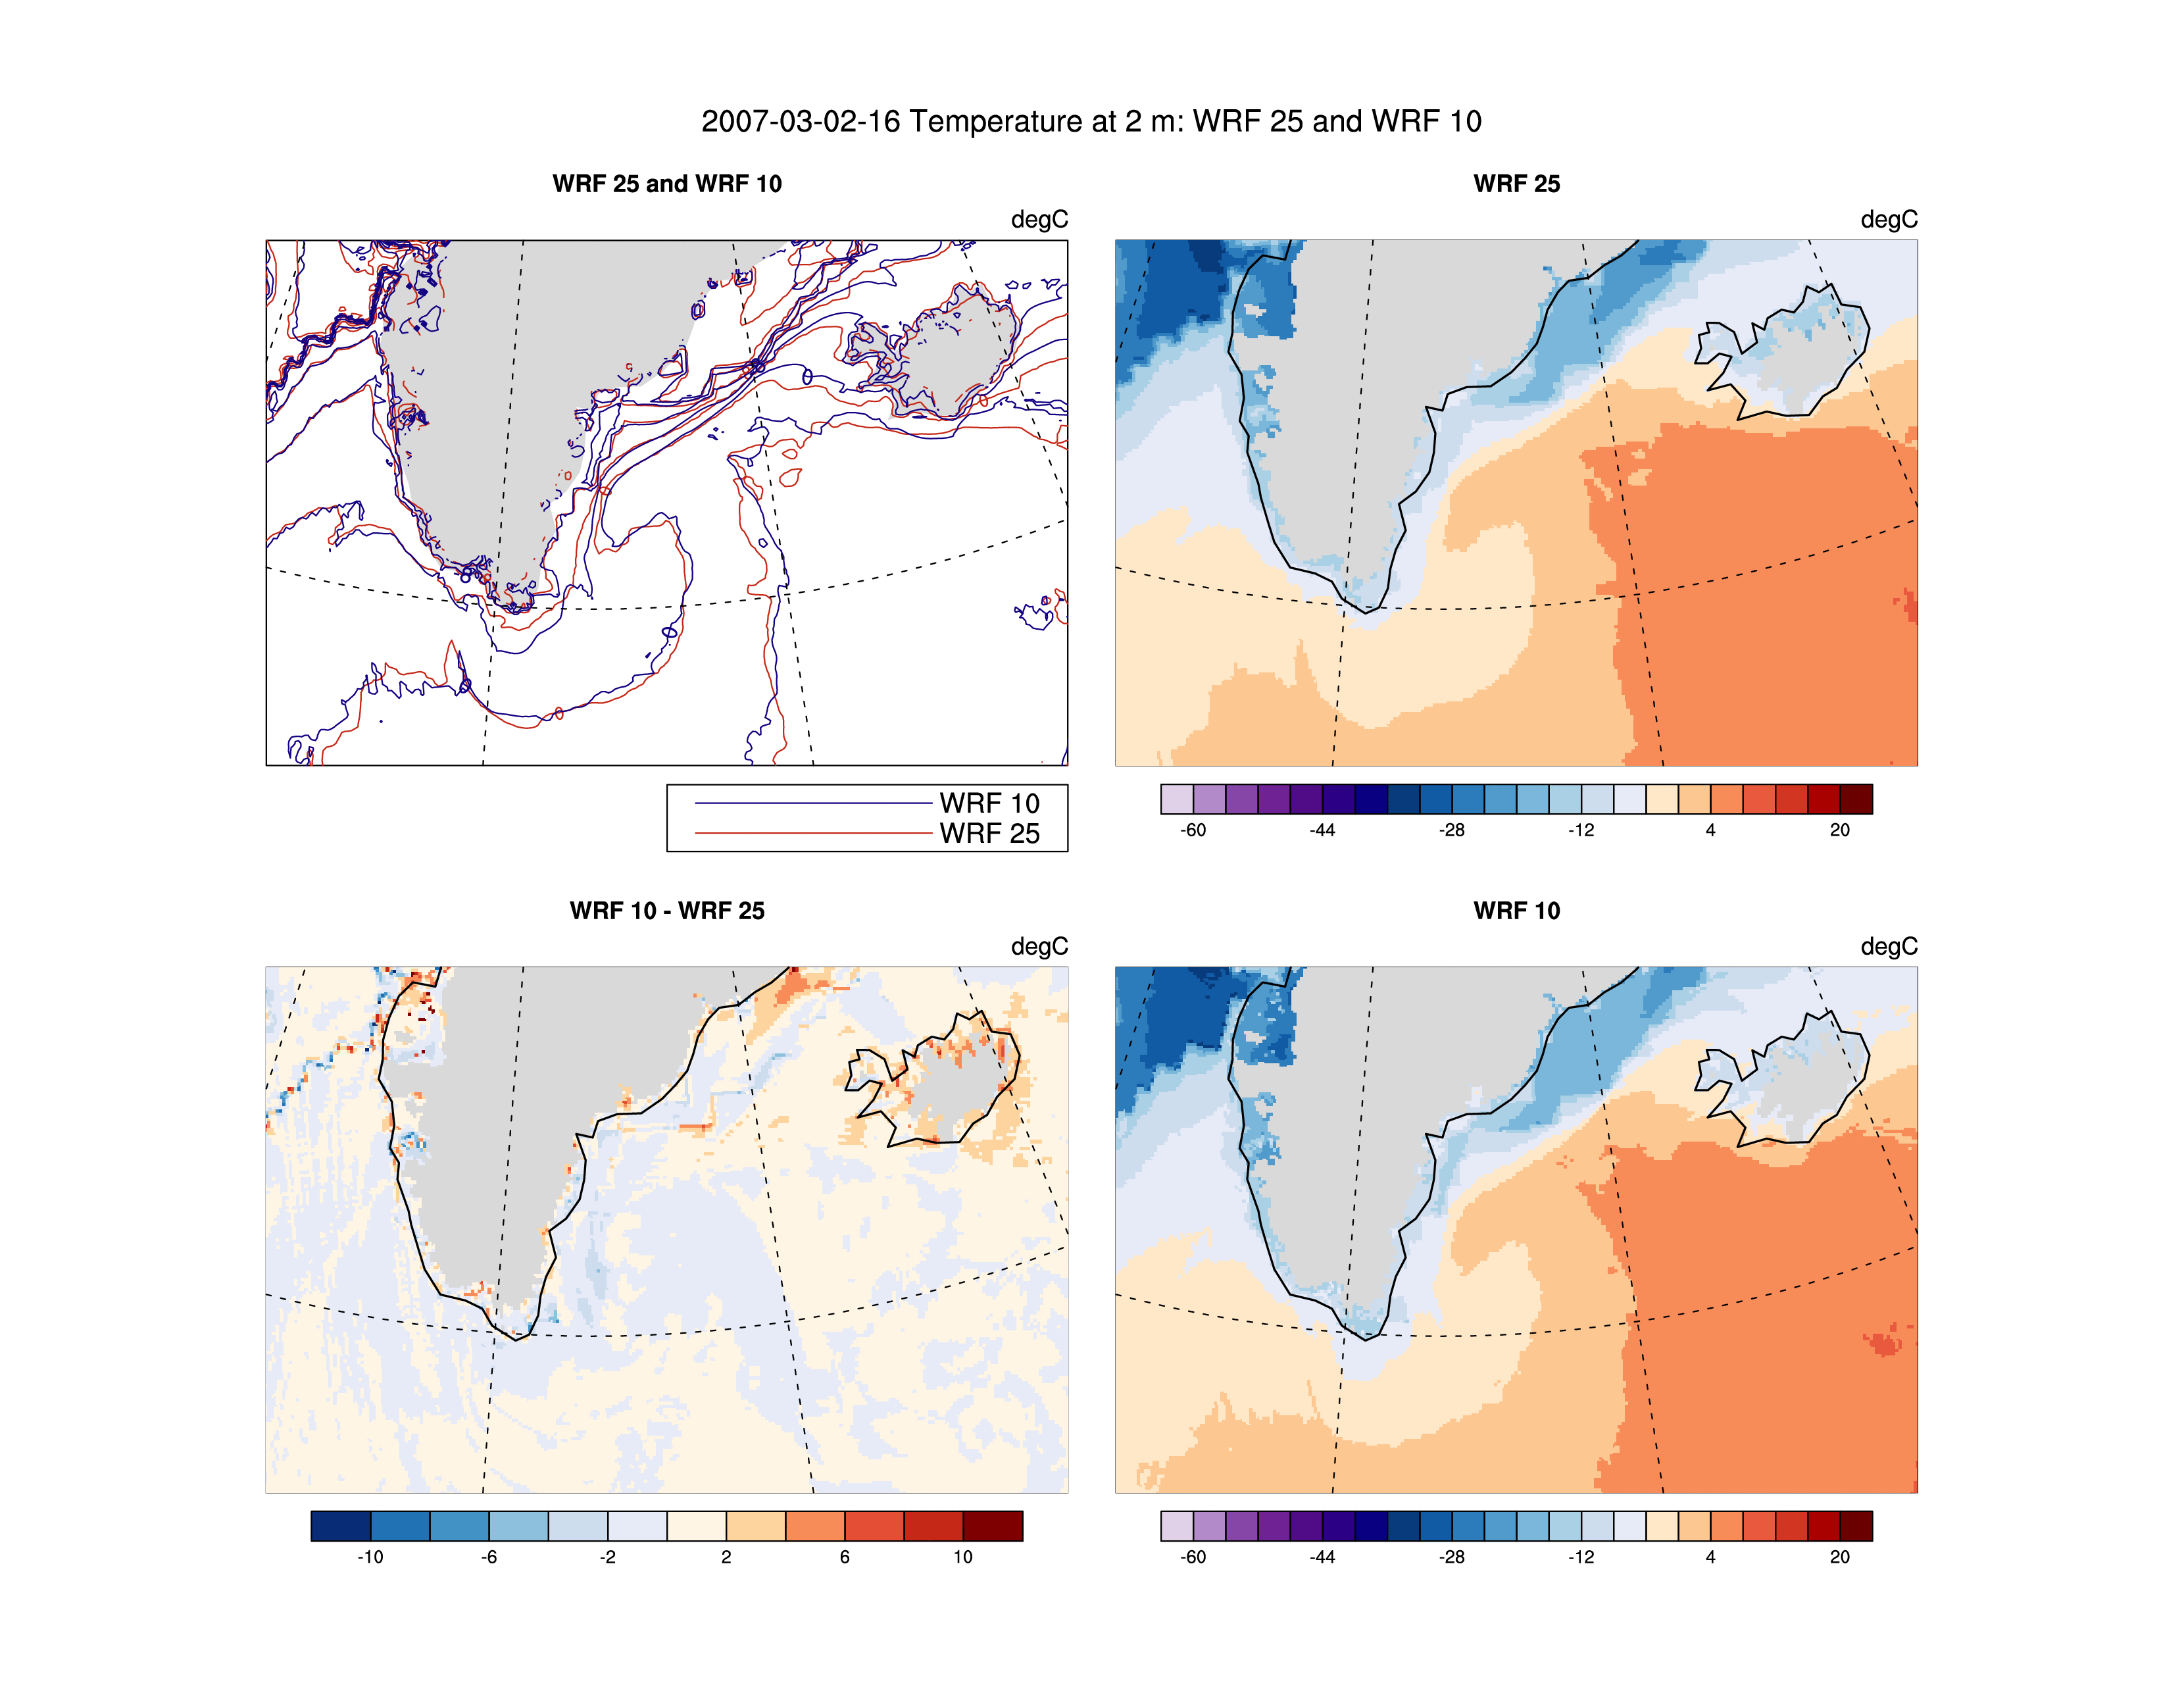 2007-03-02-16 Temperature at 2 m: WRF 25 and WRF 10
WRF 25 and WRF 10
degC
WRF 10
WRF 25
WRF 25
degC
-60 -44 -28 -12 4 20
WRF 10 - WRF 25
degC
-10 -6 -2 2 6 10
WRF 10
degC
-60 -44 -28 -12 4 20